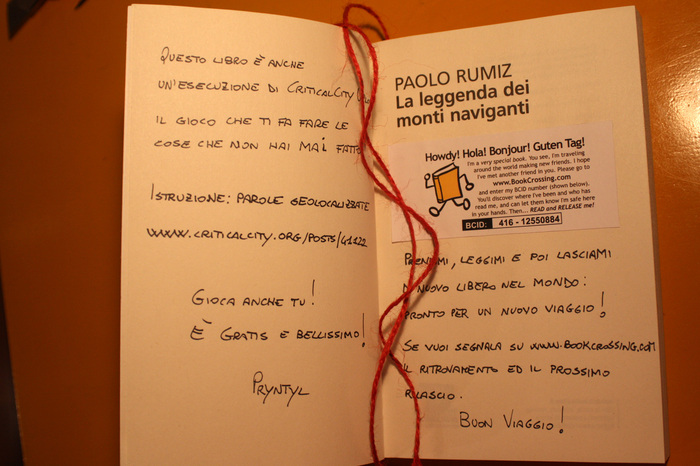 QUESTO LIBRO È ANCHE
UN'ESECUZIONE DI CRITICALCITY
IL GIOCO CHE TI FA FARE LE
COSE CHE NON HAI MAI FATTO
ISTRUZIONE: PAROLE GEOLOCALIZZATE
WWW.CRITICALCITY.ORG/POSTS/41422
GIOCA ANCHE TU!
È GRATIS E BELLISSIMO!
PRYNTYL
PAOLO RUMIZ
La leggenda dei
monti naviganti
Howdy! Hola! Bonjour! Guten Tag!
I'm a very special book. You see, I'm traveling
around the world making new friends. I hope
I've met another friend in you. Please go to
www.BookCrossing.com
and enter my BCID number (shown below).
You'll discover where I've been and who has
read me, and can let them know I'm safe here
in your hands. Then... READ and RELEASE me!
BCID: 416 - 12550884
PRENDIMI, LEGGIMI E POI LASCIAMI
DI NUOVO LIBERO NEL MONDO:
PRONTO PER UN NUOVO VIAGGIO!
SE VUOI SEGNALA SU WWW.BOOKCROSSING.COM
IL RITROVAMENTO ED IL PROSSIMO
RILASCIO.
BUON VIAGGIO!